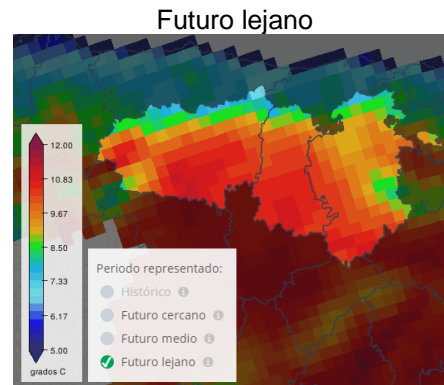 Futuro lejano
12.00
10.83
9.67
8.50
7.33
6.17
5.00
grados C
Periodo representado:
Histórico
Futuro cercano
Futuro medio
Futuro lejano